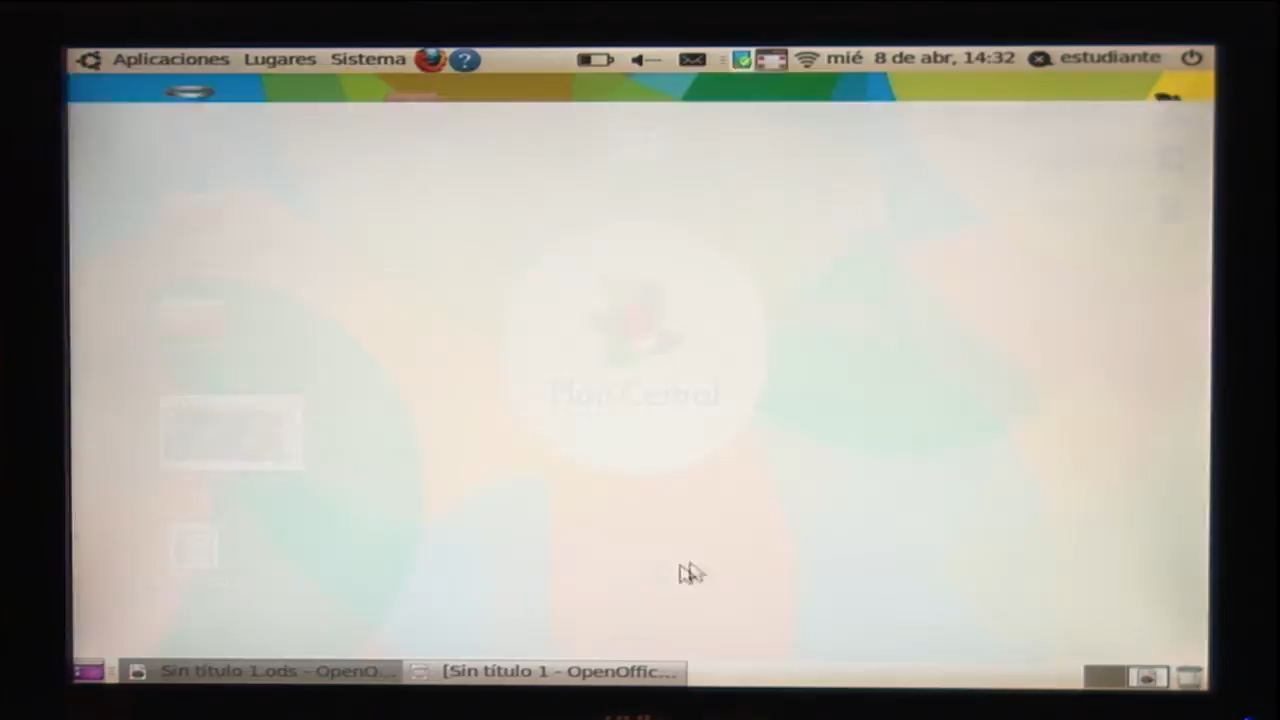 Aplicaciones Lugares Sistema ? mié 8 de abr, 14:32 estudiante
Sin título 1.ods - OpenO... [Sin título 1 - OpenOffic...